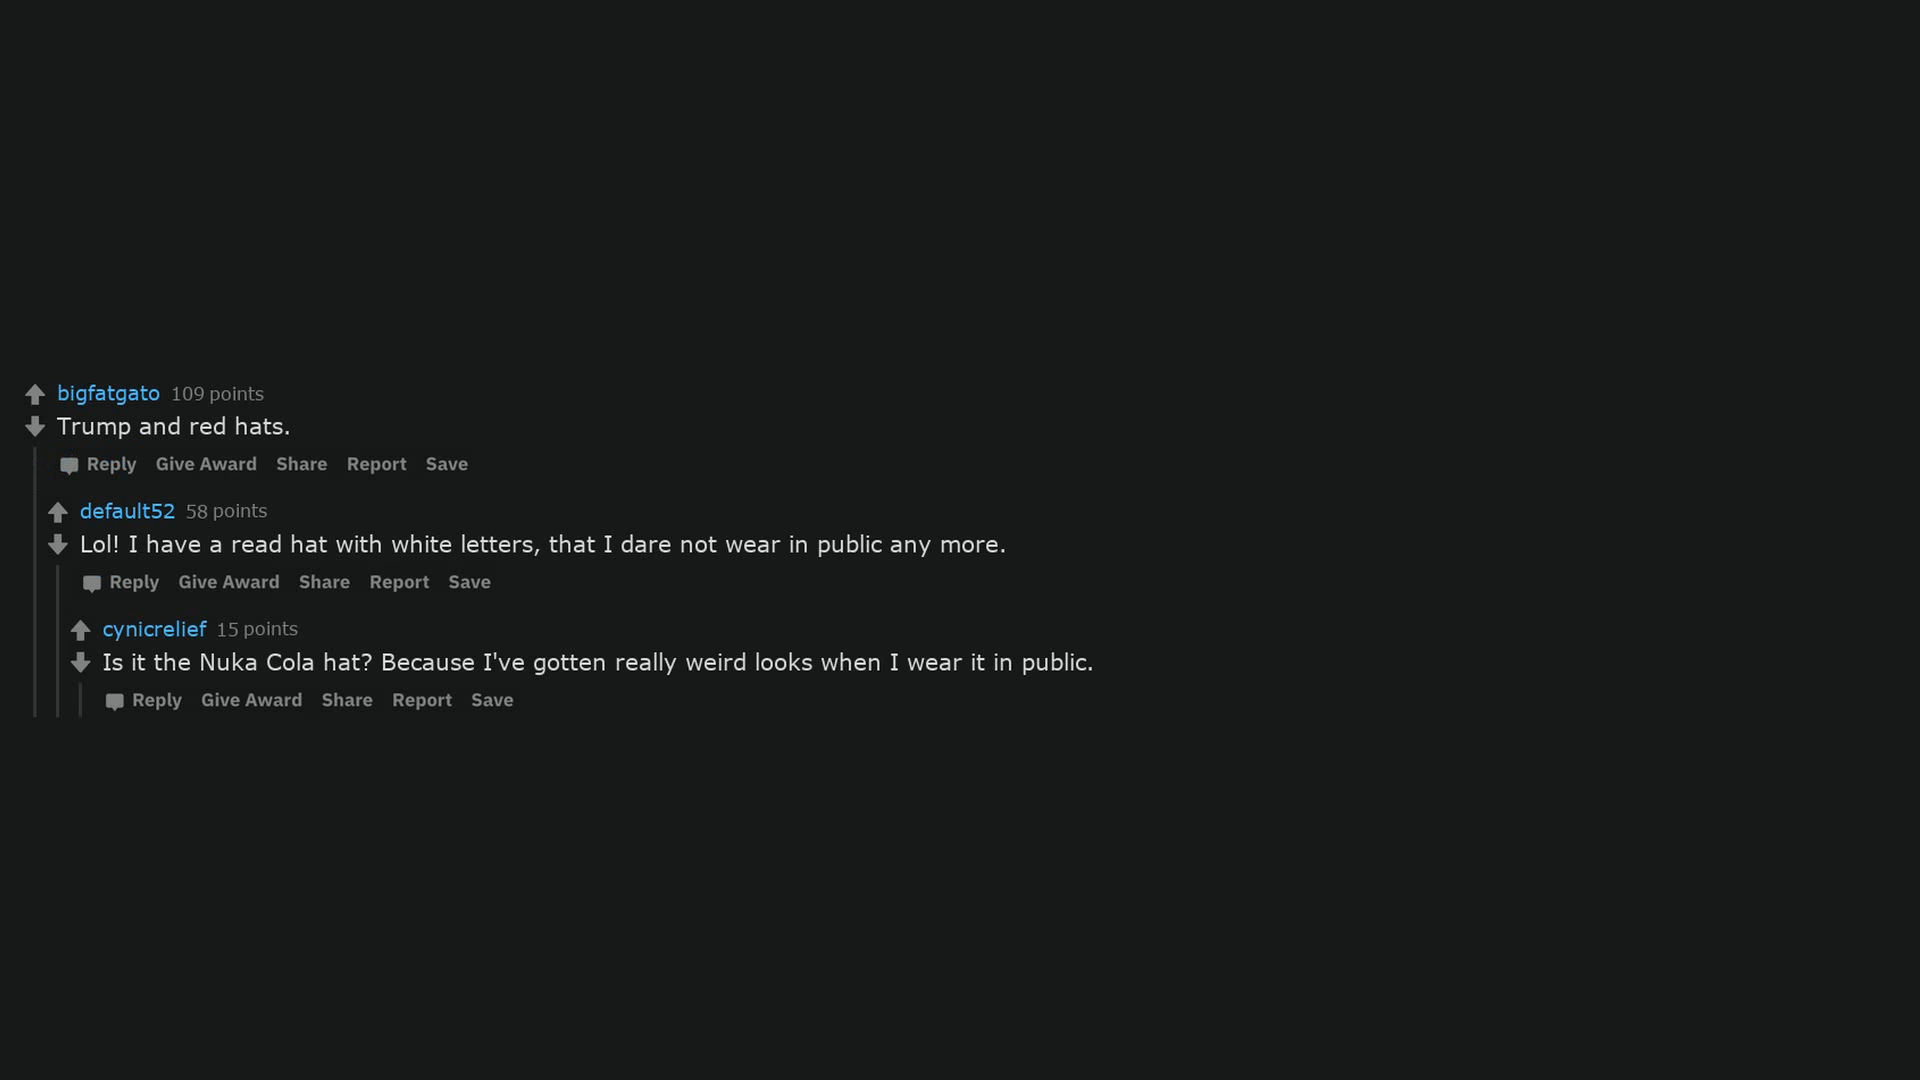 bigfatgato 109 points
Trump and red hats.
Reply Give Award Share Report Save
default52 58 points
Lol! I have a read hat with white letters, that I dare not wear in public any more.
Reply Give Award Share Report Save
cynicrelief 15 points
Is it the Nuka Cola hat? Because I've gotten really weird looks when I wear it in public.
Reply Give Award Share Report Save